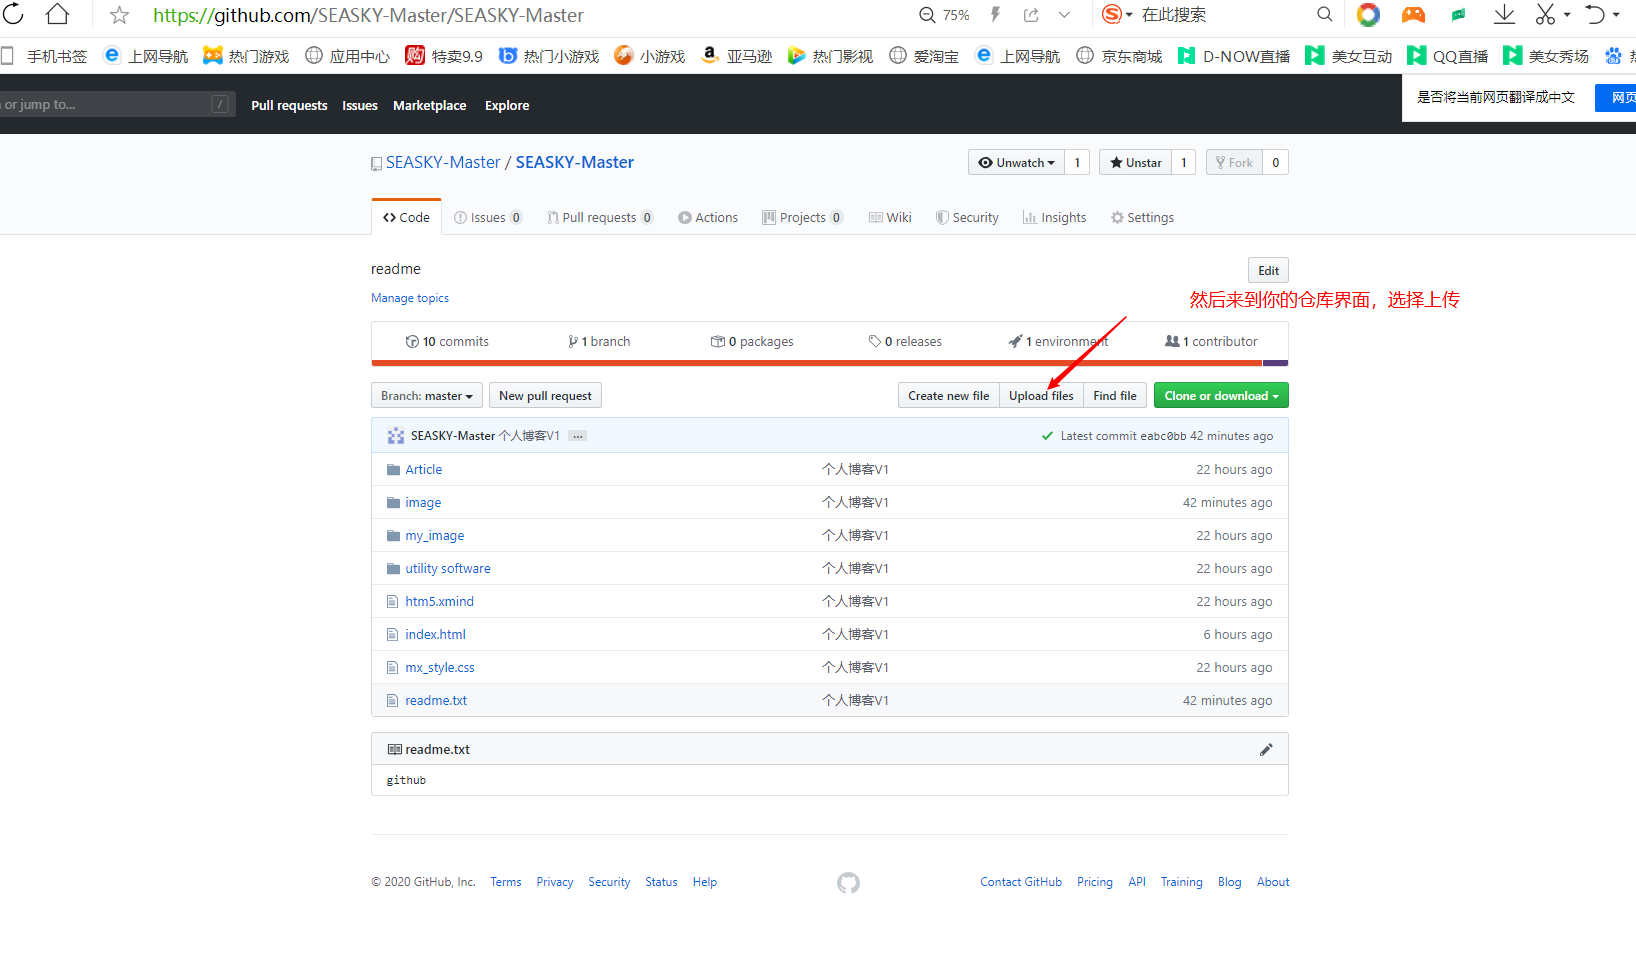 https://github.com/SEASKY-Master/SEASKY-Master 75% 在此搜索
手机书签 上网导航 热门游戏 应用中心 特卖9.9 热门小游戏 小游戏 亚马逊 热门影视 爱淘宝 上网导航 京东商城 D-NOW直播 美女互动 QQ直播 美女秀场
or jump to... / Pull requests Issues Marketplace Explore
是否将当前网页翻译成中文 网页
SEASKY-Master / SEASKY-Master Unwatch 1 Unstar 1 Fork 0
Code Issues 0 Pull requests 0 Actions Projects 0 Wiki Security Insights Settings
readme Edit
Manage topics
然后来到你的仓库界面，选择上传
10 commits 1 branch 0 packages 0 releases 1 environment 1 contributor
Branch: master New pull request Create new file Upload files Find file Clone or download
SEASKY-Master 个人博客V1 ... Latest commit eabc0bb 42 minutes ago
Article 个人博客V1 22 hours ago
image 个人博客V1 42 minutes ago
my_image 个人博客V1 22 hours ago
utility software 个人博客V1 22 hours ago
htm5.xmind 个人博客V1 22 hours ago
index.html 个人博客V1 6 hours ago
mx_style.css 个人博客V1 22 hours ago
readme.txt 个人博客V1 42 minutes ago
readme.txt
github
© 2020 GitHub, Inc. Terms Privacy Security Status Help Contact GitHub Pricing API Training Blog About